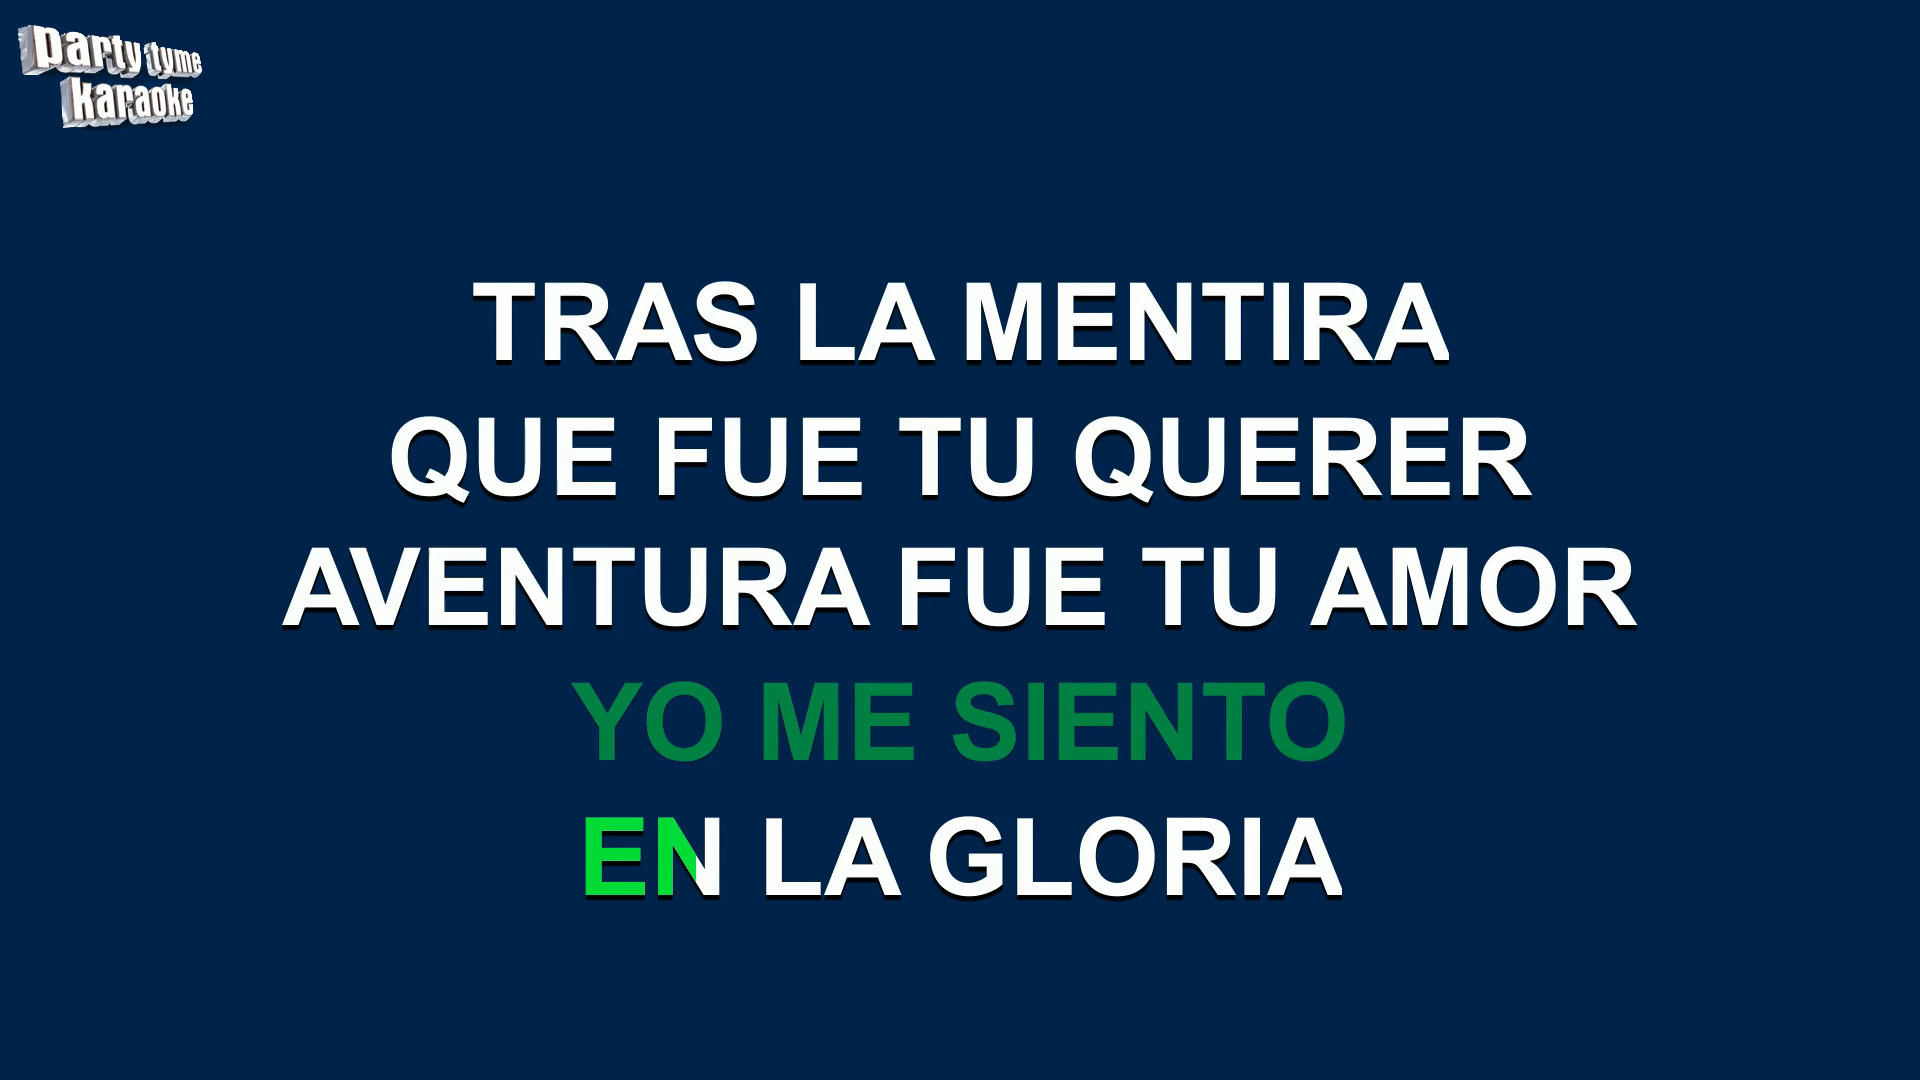 party tyme
karaoke
TRAS LA MENTIRA
QUE FUE TU QUERER
AVENTURA FUE TU AMOR
YO ME SIENTO
EN LA GLORIA